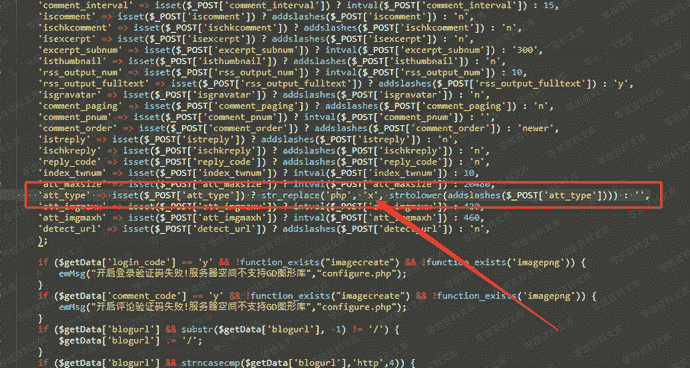 'comment_interval' => isset($_POST['comment_interval']) ? intval($_POST['comment_interval']) : 15,
'iscomment' => isset($_POST['iscomment']) ? addslashes($_POST['iscomment']) : 'n',
'ischkcomment' => isset($_POST['ischkcomment']) ? addslashes($_POST['ischkcomment']) : 'n',
'isexcerpt' => isset($_POST['isexcerpt']) ? addslashes($_POST['isexcerpt']) : 'n',
'excerpt_subnum' => isset($_POST['excerpt_subnum']) ? intval($_POST['excerpt_subnum']) : '300',
'isthumbnail' => isset($_POST['isthumbnail']) ? addslashes($_POST['isthumbnail']) : 'n',
'rss_output_num' => isset($_POST['rss_output_num']) ? intval($_POST['rss_output_num']) : 10,
'rss_output_fulltext' => isset($_POST['rss_output_fulltext']) ? addslashes($_POST['rss_output_fulltext']) : 'y',
'isgravatar' => isset($_POST['isgravatar']) ? addslashes($_POST['isgravatar']) : 'n',
'comment_paging' => isset($_POST['comment_paging']) ? addslashes($_POST['comment_paging']) : 'n',
'comment_pnum' => isset($_POST['comment_pnum']) ? intval($_POST['comment_pnum']) : '',
'comment_order' => isset($_POST['comment_order']) ? addslashes($_POST['comment_order']) : 'newer',
'istreply' => isset($_POST['istreply']) ? addslashes($_POST['istreply']) : 'n',
'ischkreply' => isset($_POST['ischkreply']) ? addslashes($_POST['ischkreply']) : 'n',
'reply_code' => isset($_POST['reply_code']) ? addslashes($_POST['reply_code']) : 'n',
'index_twnum' => isset($_POST['index_twnum']) ? intval($_POST['index_twnum']) : 10,
'att_maxsize' => isset($_POST['att_maxsize']) ? intval($_POST['att_maxsize']) : 20480,
'att_type' => isset($_POST['att_type']) ? str_replace('php', 'x', strtolower(addslashes($_POST['att_type']))) : '',
'att_imgmaxw' => isset($_POST['att_imgmaxw']) ? intval($_POST['att_imgmaxw']) : 420,
'att_imgmaxh' => isset($_POST['att_imgmaxh']) ? intval($_POST['att_imgmaxh']) : 460,
'detect_url' => isset($_POST['detect_url']) ? addslashes($_POST['detect_url']) : 'n',
);
if ($getData['login_code'] == 'y' && !function_exists("imagecreate") && !function_exists('imagepng')) {
emMsg("开启登录验证码失败!服务器空间不支持GD图形库","configure.php");
}
if ($getData['comment_code'] == 'y' && !function_exists("imagecreate") && !function_exists('imagepng')) {
emMsg("开启评论验证码失败!服务器空间不支持GD图形库","configure.php");
}
if ($getData['blogurl'] && substr($getData['blogurl'], -1) != '/') {
$getData['blogurl'] .= '/';
}
if ($getData['blogurl'] && strncasecmp($getData['blogurl'],'http',4)) {